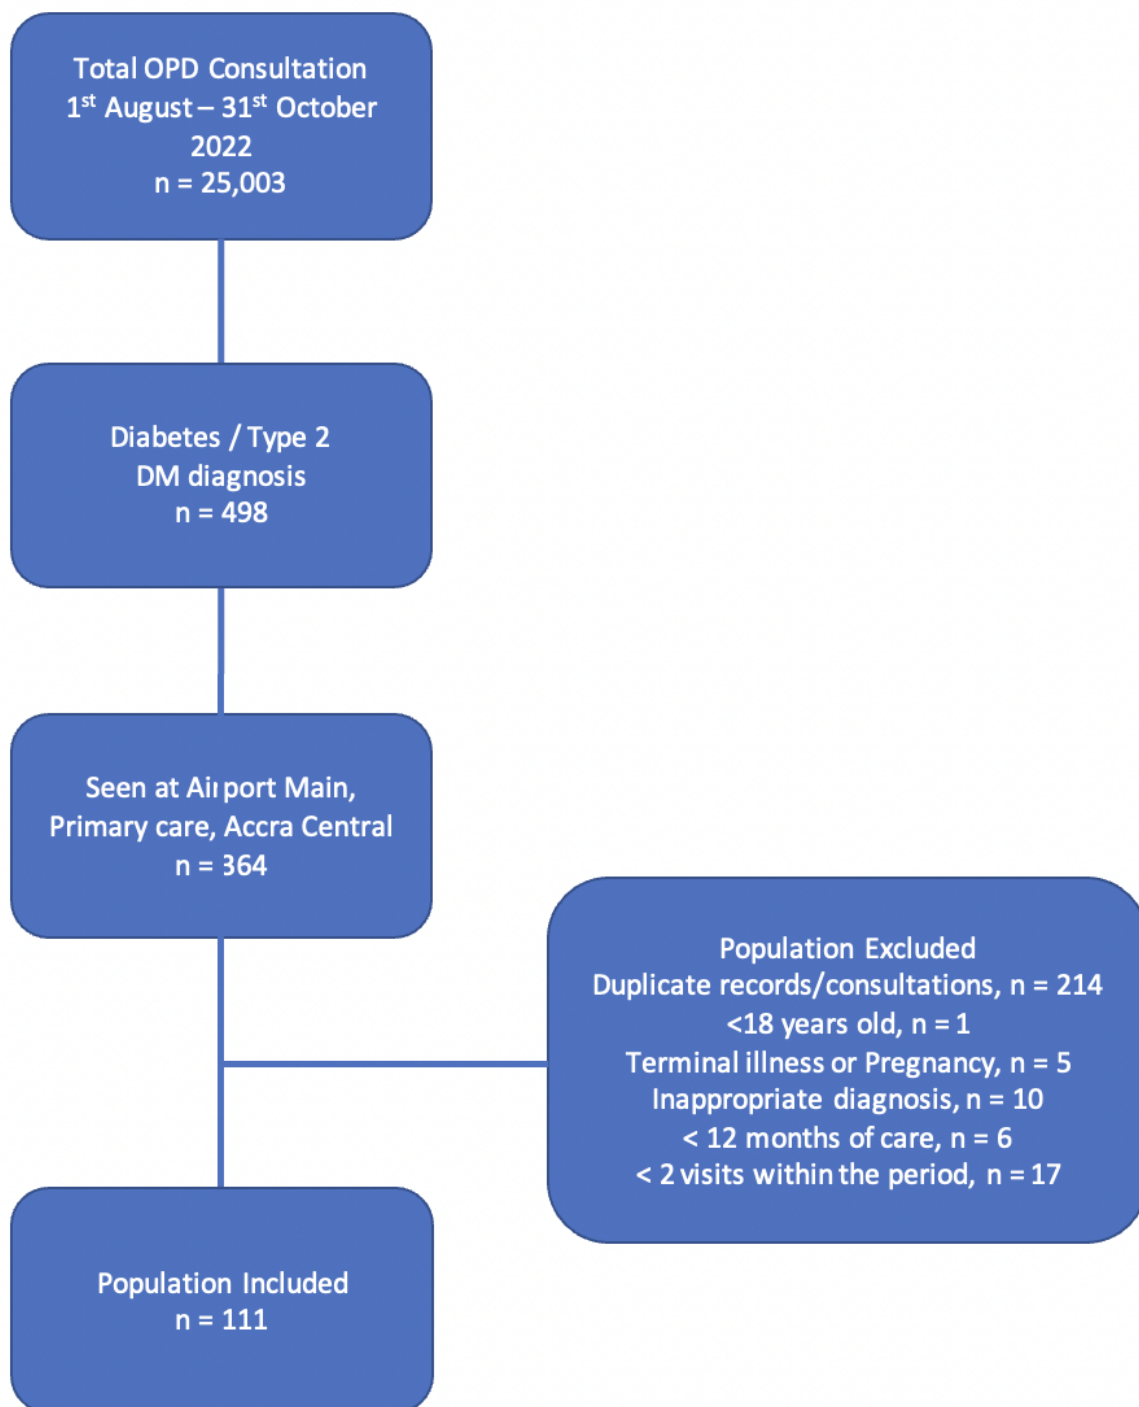 Total OPD Consultation
1st August – 31st October
2022
n = 25,003
Diabetes / Type 2
DM diagnosis
n = 498
Seen at Airport Main,
Primary care, Accra Central
n = 364
Population Excluded
Duplicate records/consultations, n = 214
<18 years old, n = 1
Terminal illness or Pregnancy, n = 5
Inappropriate diagnosis, n = 10
< 12 months of care, n = 6
< 2 visits within the period, n = 17
Population Included
n = 111